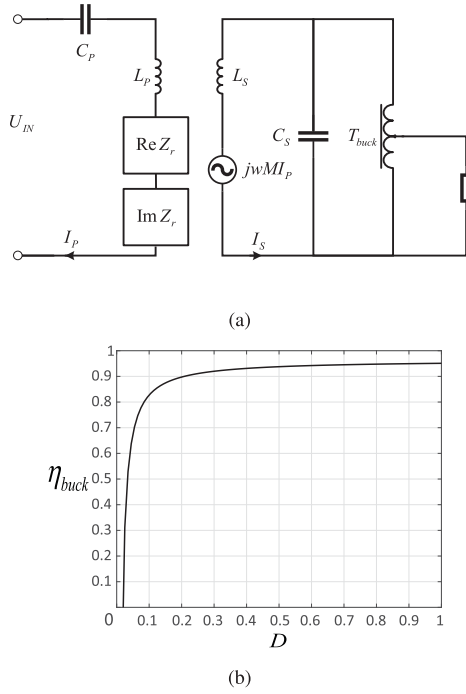 C_P
L_P
L_S
U_IN
Re Z_r
C_S
T_buck
jwMI_P
Im Z_r
I_P
I_S
(a)
1
0.9
0.8
0.7
0.6
0.5
η_buck
0.4
0.3
0.2
0.1
0 0.1 0.2 0.3 0.4 0.5 0.6 0.7 0.8 0.9 1
D
(b)